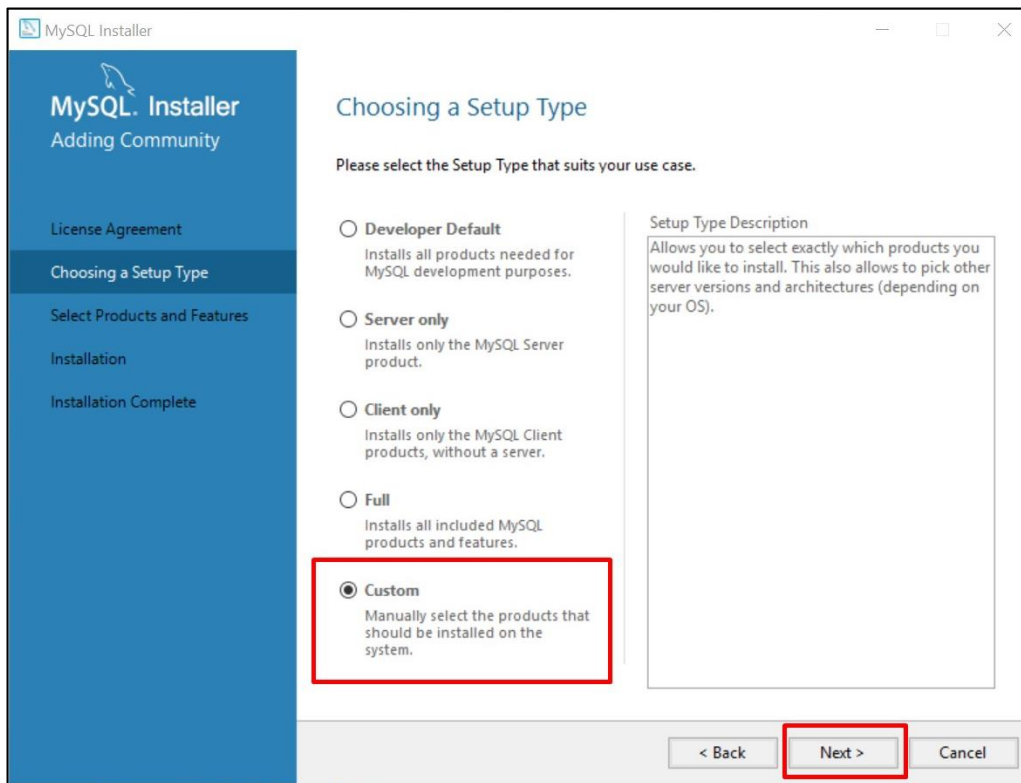 MySQL Installer
MySQL. Installer
Adding Community
License Agreement
Choosing a Setup Type
Select Products and Features
Installation
Installation Complete
Choosing a Setup Type
Please select the Setup Type that suits your use case.
Developer Default
Installs all products needed for
MySQL development purposes.
Server only
Installs only the MySQL Server
product.
Client only
Installs only the MySQL Client
products, without a server.
Full
Installs all included MySQL
products and features.
Custom
Manually select the products that
should be installed on the
system.
Setup Type Description
Allows you to select exactly which products you
would like to install. This also allows to pick other
server versions and architectures (depending on
your OS).
< Back
Next >
Cancel